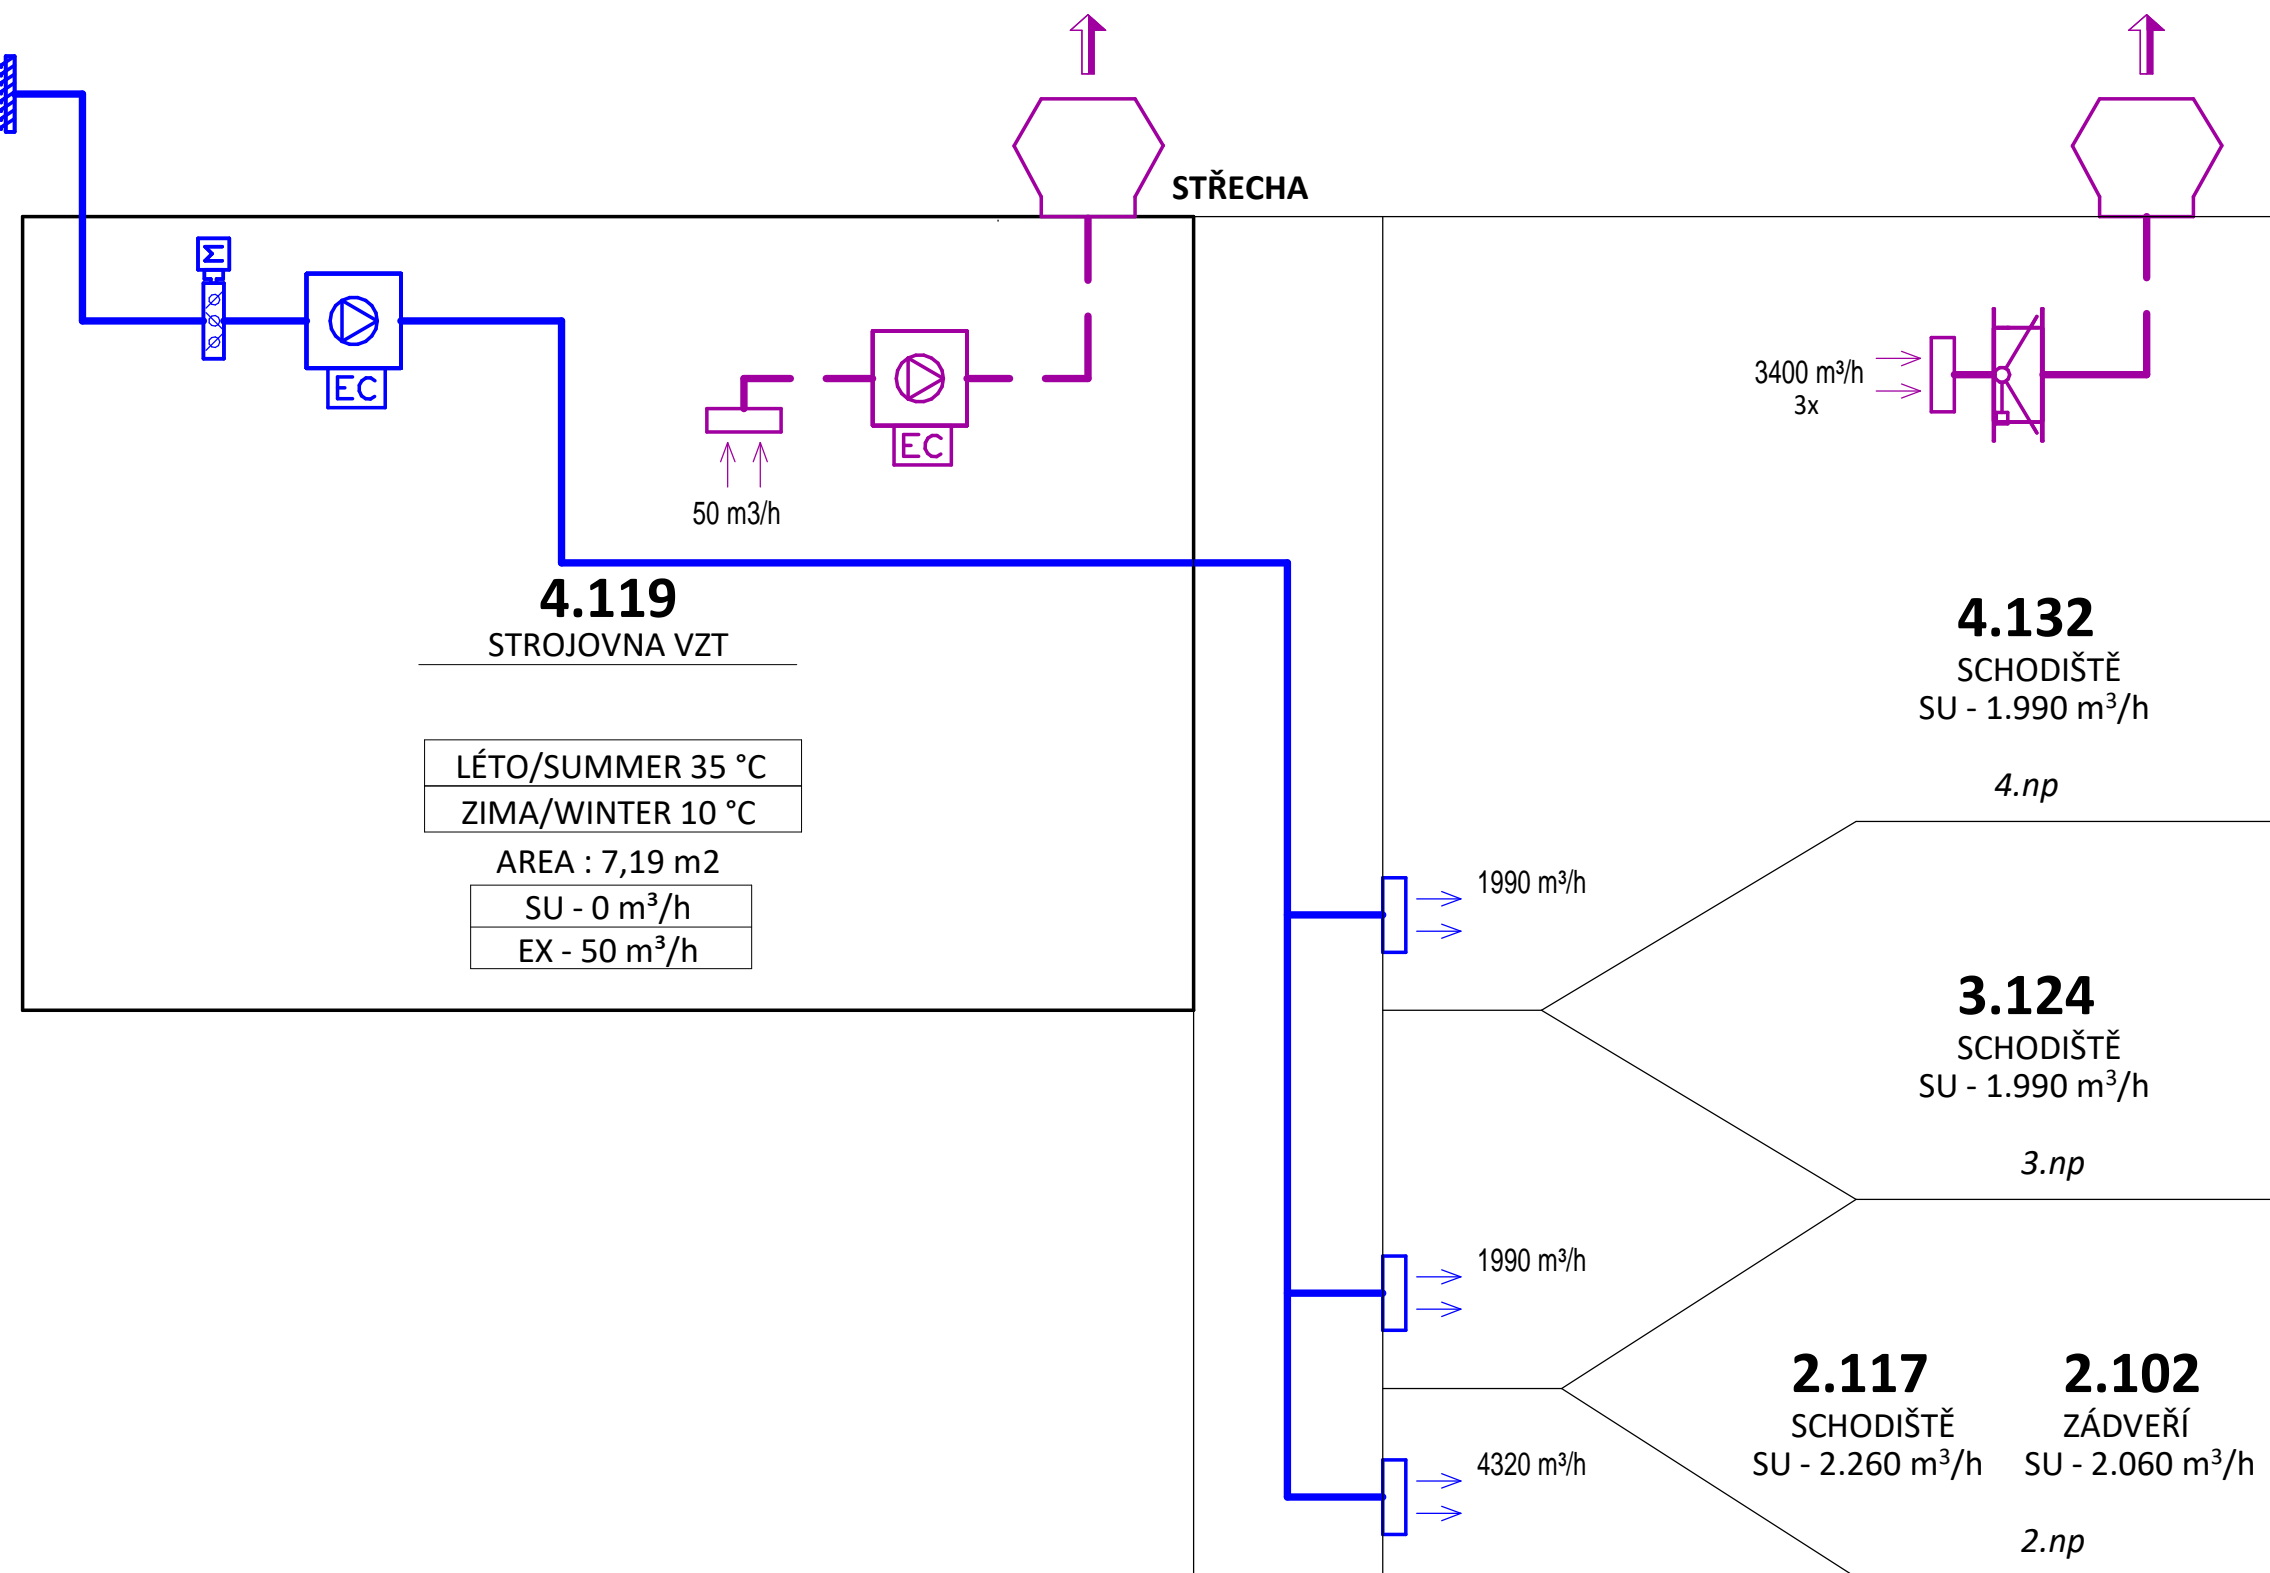 STŘECHA
M
EC
EC
50 m3/h
3400 m³/h
3x
4.119
STROJOVNA VZT
LÉTO/SUMMER 35 °C
ZIMA/WINTER 10 °C
AREA : 7,19 m2
SU - 0 m³/h
EX - 50 m³/h
4.132
SCHODIŠTĚ
SU - 1.990 m³/h
4.np
1990 m³/h
3.124
SCHODIŠTĚ
SU - 1.990 m³/h
3.np
1990 m³/h
2.117
SCHODIŠTĚ
SU - 2.260 m³/h
2.102
ZÁDVEŘÍ
SU - 2.060 m³/h
4320 m³/h
2.np